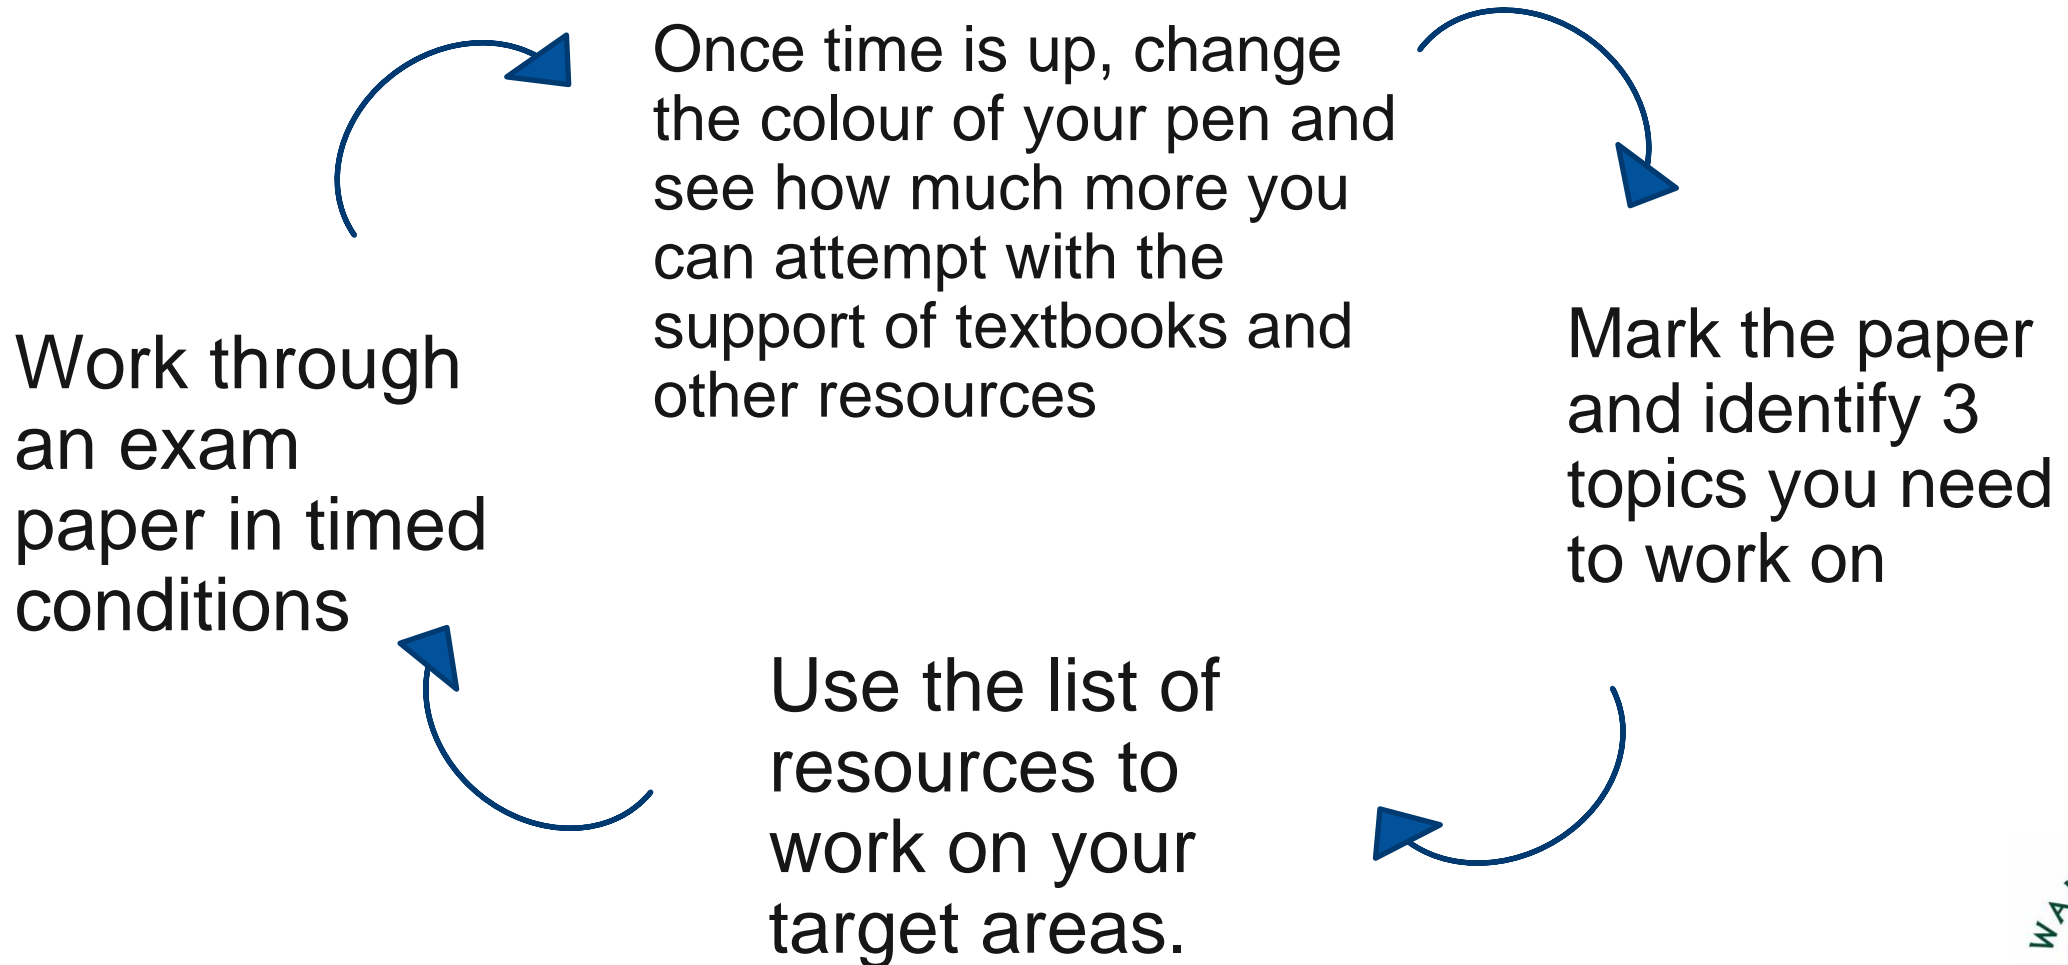 Work through
an exam
paper in timed
conditions
Once time is up, change
the colour of your pen and
see how much more you
can attempt with the
support of textbooks and
other resources
Mark the paper
and identify 3
topics you need
to work on
Use the list of
resources to
work on your
target areas.